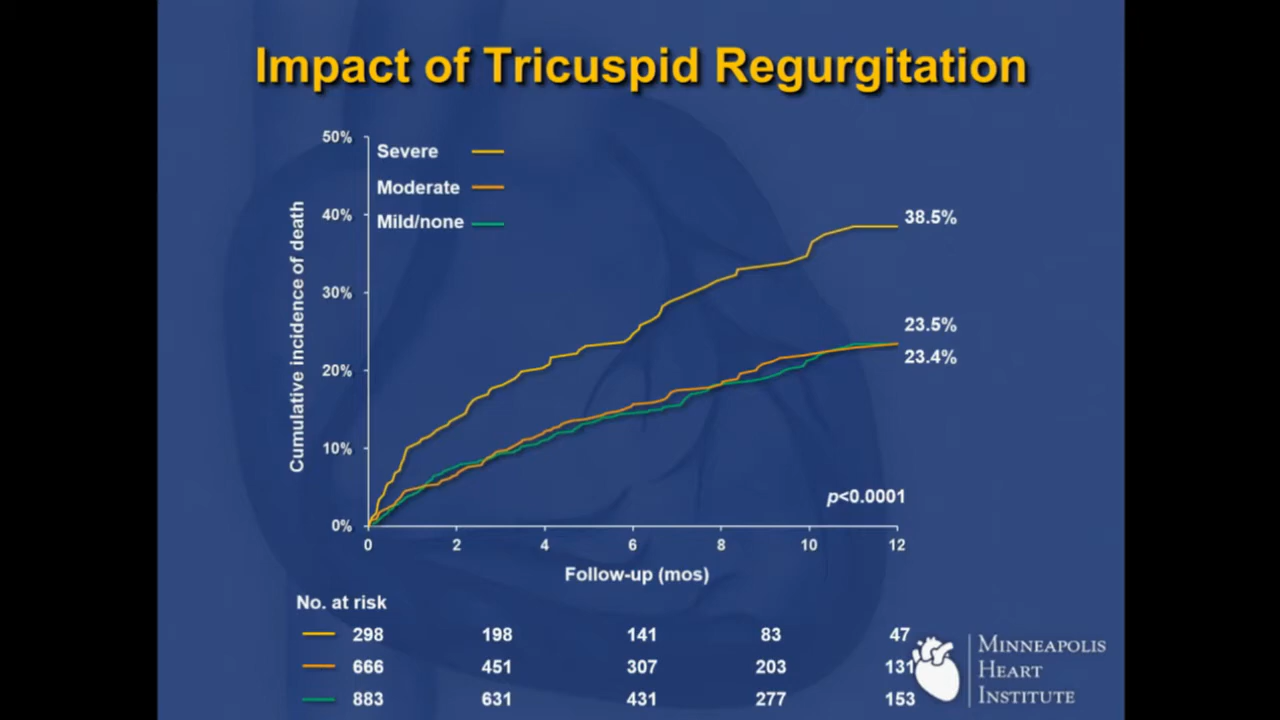 Impact of Tricuspid Regurgitation
50%
40%
30%
20%
10%
0%
Cumulative incidence of death
Severe
Moderate
Mild/none
38.5%
23.5%
23.4%
p<0.0001
0 2 4 6 8 10 12
Follow-up (mos)
No. at risk
298 198 141 83 47
666 451 307 203 131
883 631 431 277 153
MINNEAPOLIS
HEART
INSTITUTE